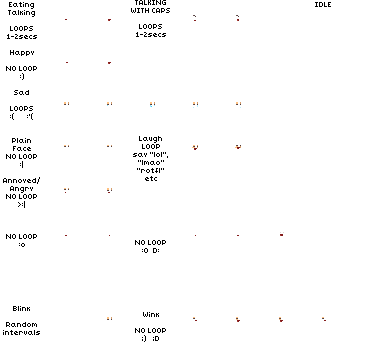 Eating
Talking
LOOPS
1-2secs
TALKING
WITH CAPS
LOOPS
1-2secs
IDLE
Happy
NO LOOP
:)
Sad
LOOPS
:( :'(
Plain
Face
NO LOOP
:|
Laugh
LOOP
say "lol",
"lmao"
"rotfl"
etc
Annoyed/
Angry
NO LOOP
>:|
NO LOOP
:o
NO LOOP
:O D:
Blink
Random
intervals
Wink
NO LOOP
;) ;D